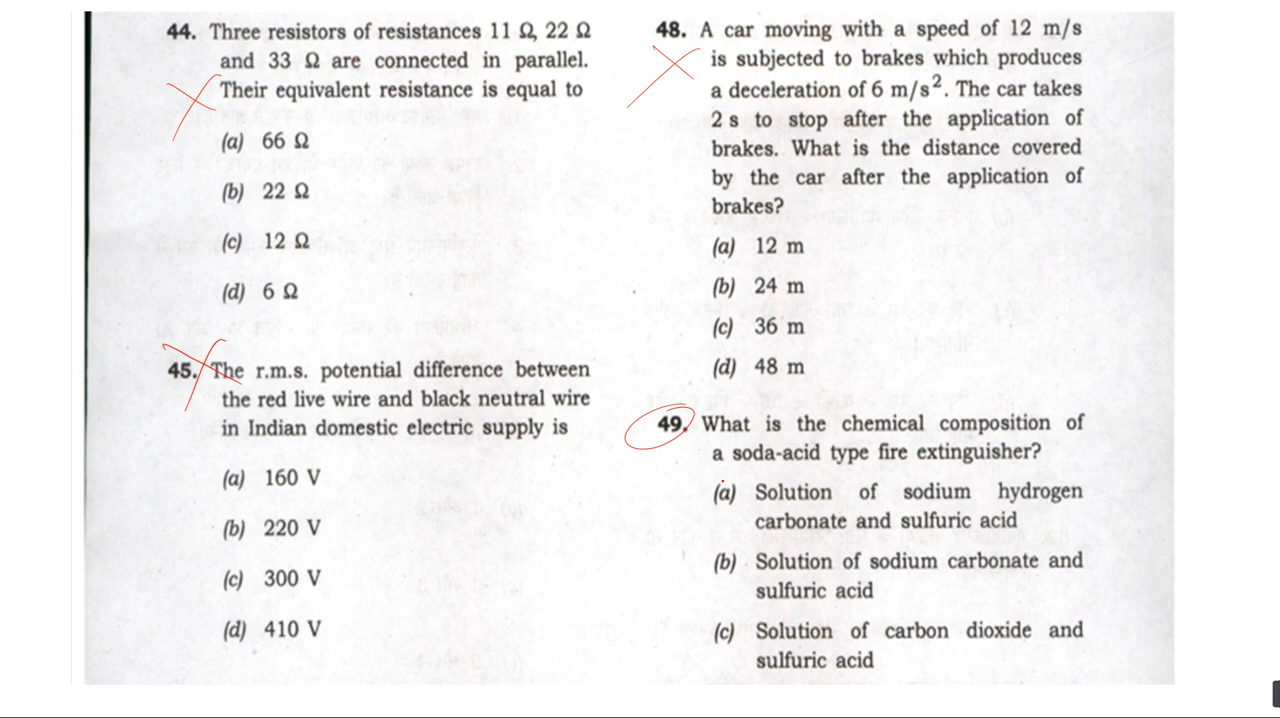 44. Three resistors of resistances 11 Ω, 22 Ω
and 33 Ω are connected in parallel.
Their equivalent resistance is equal to
(a) 66 Ω
(b) 22 Ω
(c) 12 Ω
(d) 6 Ω
45. The r.m.s. potential difference between
the red live wire and black neutral wire
in Indian domestic electric supply is
(a) 160 V
(b) 220 V
(c) 300 V
(d) 410 V
48. A car moving with a speed of 12 m/s
is subjected to brakes which produces
a deceleration of 6 m/s². The car takes
2 s to stop after the application of
brakes. What is the distance covered
by the car after the application of
brakes?
(a) 12 m
(b) 24 m
(c) 36 m
(d) 48 m
49. What is the chemical composition of
a soda-acid type fire extinguisher?
(a) Solution of sodium hydrogen
carbonate and sulfuric acid
(b) Solution of sodium carbonate and
sulfuric acid
(c) Solution of carbon dioxide and
sulfuric acid